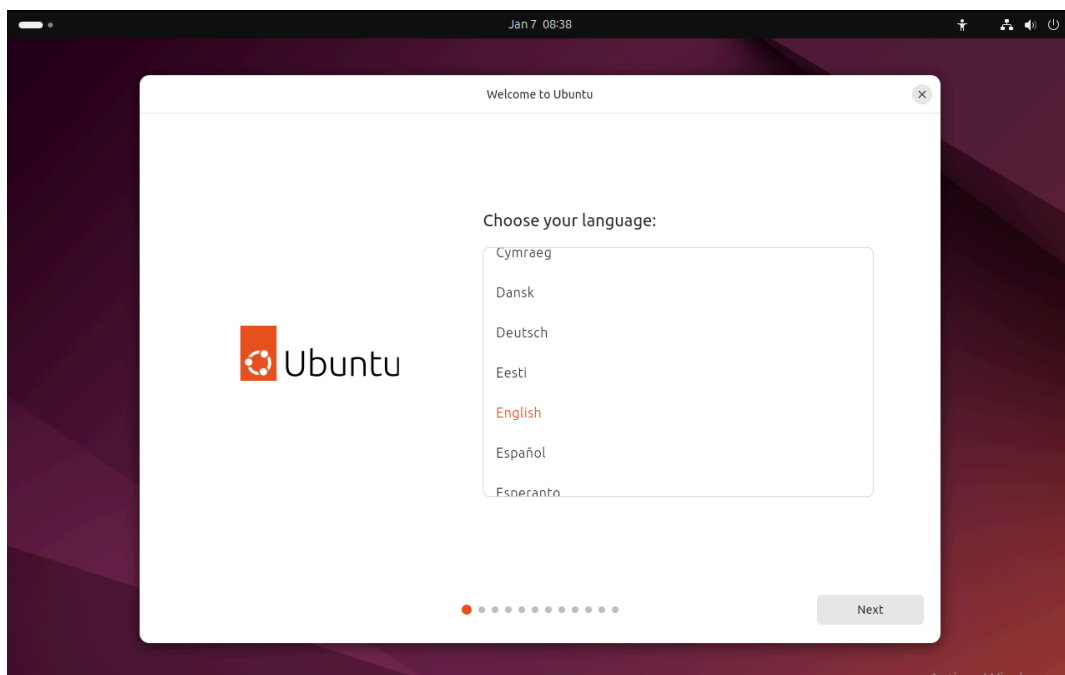 Jan 7 08:38
Welcome to Ubuntu
Choose your language:
Cymraeg
Dansk
Deutsch
Eesti
English
Español
Esperanto
Ubuntu
Next